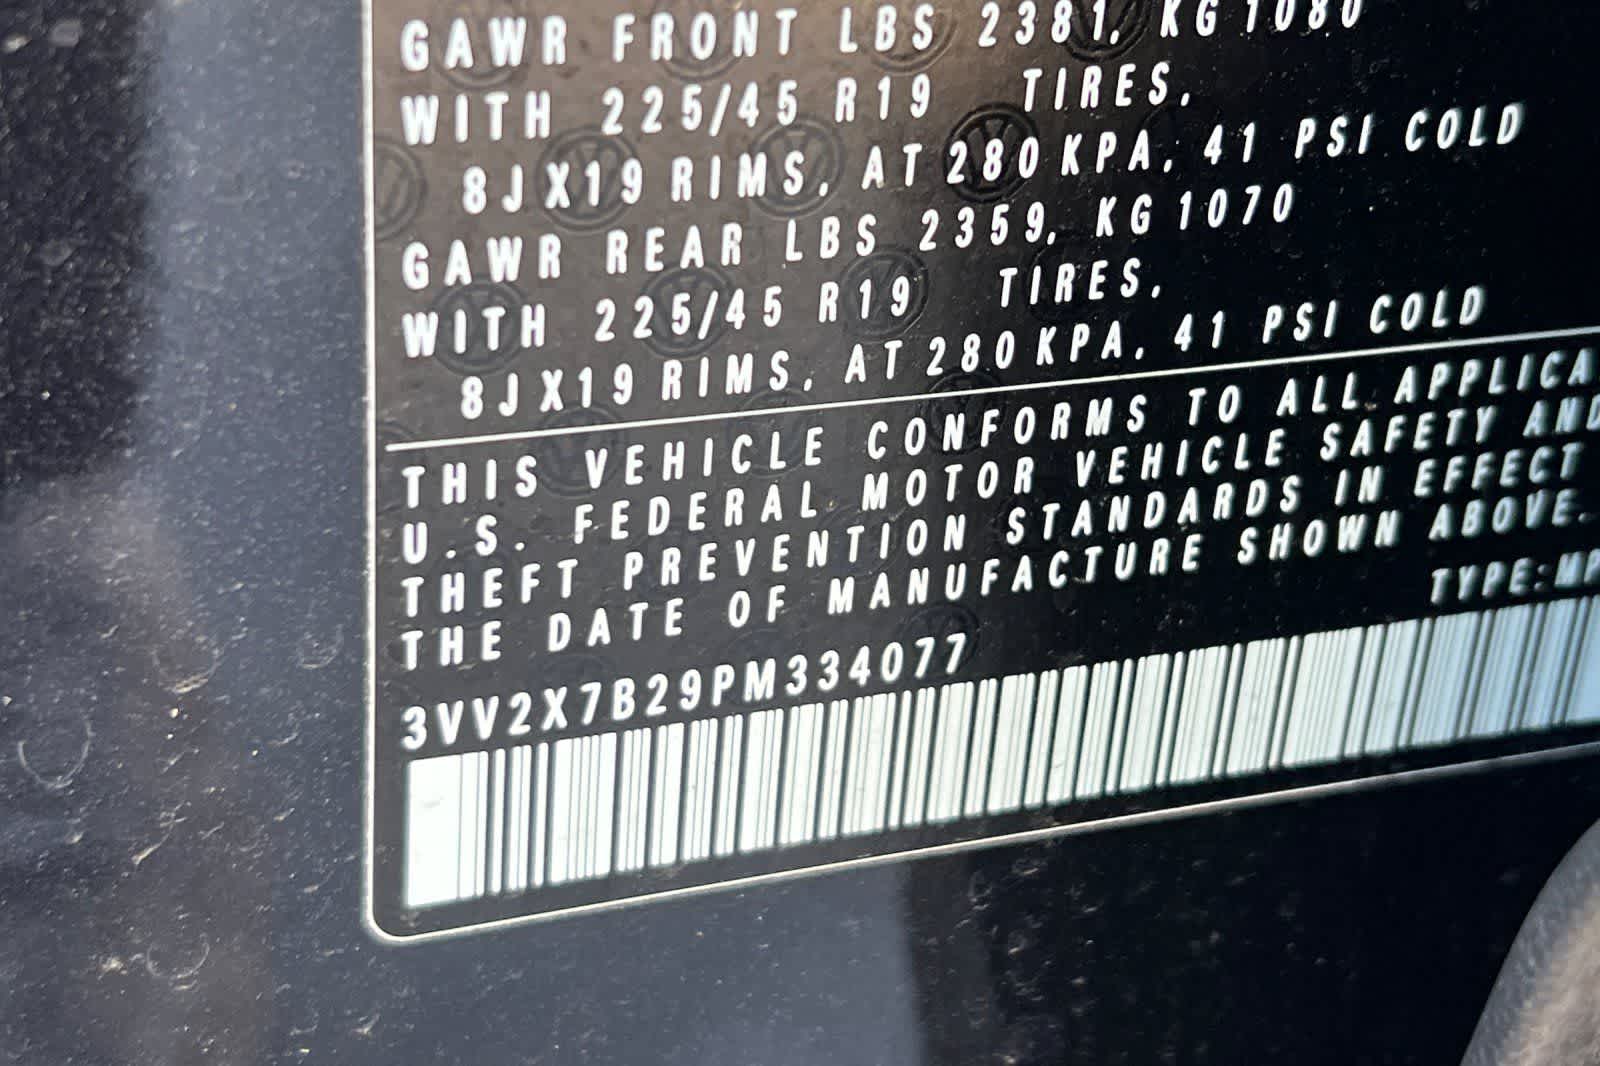 GAWR FRONT LBS 2381, KG 1080
WITH 225/45 R19 TIRES,
8JX19 RIMS, AT 280 KPA, 41 PSI COLD
GAWR REAR LBS 2359, KG 1070
WITH 225/45 R19 TIRES,
8JX19 RIMS, AT 280 KPA, 41 PSI COLD
THIS VEHICLE CONFORMS TO ALL APPLICA
U.S. FEDERAL MOTOR VEHICLE SAFETY AND
THEFT PREVENTION STANDARDS IN EFFECT
THE DATE OF MANUFACTURE SHOWN ABOVE.
TYPE:MP
3VV2X7B29PM334077